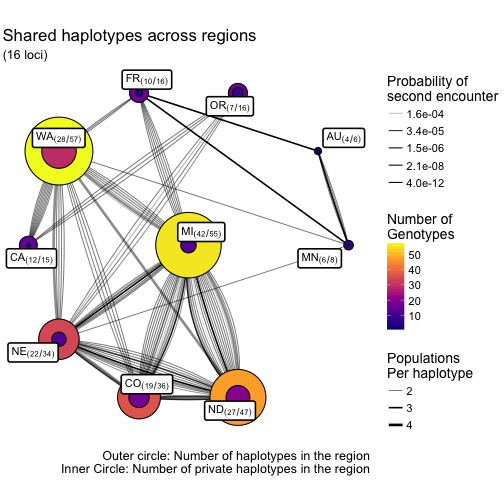 Shared haplotypes across regions
(16 loci)
FR(10/16)
OR(7/16)
WA(28/57)
AU(4/6)
MI(42/55)
CA(12/15)
MN(6/8)
NE(22/34)
CO(19/36)
ND(27/47)
Probability of
second encounter
1.6e-04
3.4e-05
1.5e-06
2.1e-08
4.0e-12
Number of
Genotypes
50
40
30
20
10
Populations
Per haplotype
2
3
4
Outer circle: Number of haplotypes in the region
Inner Circle: Number of private haplotypes in the region